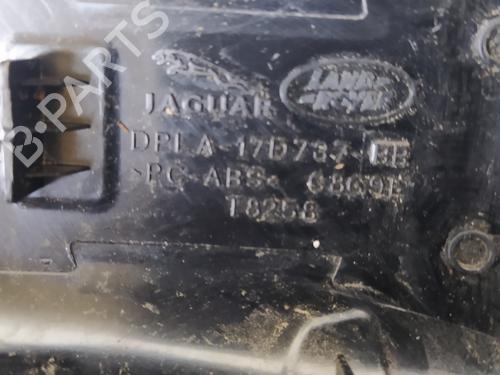 B-PARTS
JAGUAR
LAND
ROVER
DPLA-17D737-BB
>PC-ABS<
T8258